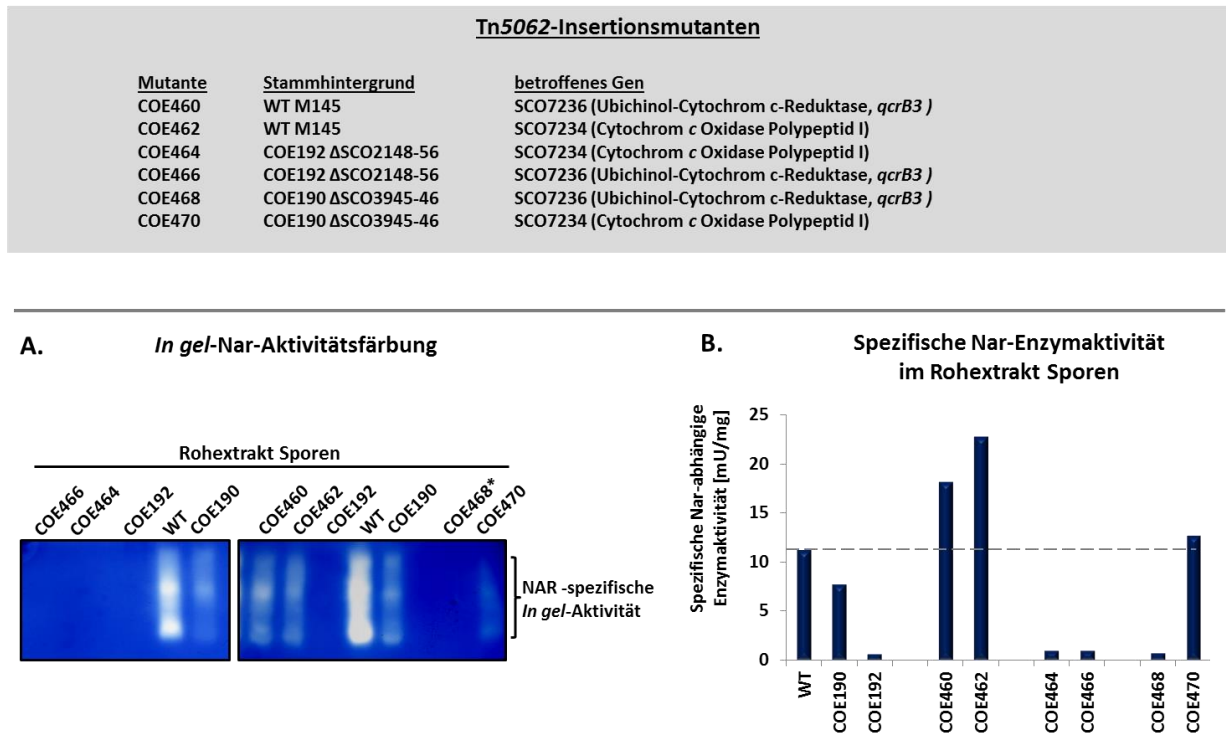 Tn5062-Insertionsmutanten
Mutante Stammhintergrund betroffenes Gen
COE460 WT M145 SCO7236 (Ubichinol-Cytochrom c-Reduktase, qcrB3 )
COE462 WT M145 SCO7234 (Cytochrom c Oxidase Polypeptid I)
COE464 COE192 ΔSCO2148-56 SCO7234 (Cytochrom c Oxidase Polypeptid I)
COE466 COE192 ΔSCO2148-56 SCO7236 (Ubichinol-Cytochrom c-Reduktase, qcrB3 )
COE468 COE190 ΔSCO3945-46 SCO7236 (Ubichinol-Cytochrom c-Reduktase, qcrB3 )
COE470 COE190 ΔSCO3945-46 SCO7234 (Cytochrom c Oxidase Polypeptid I)
A. In gel-Nar-Aktivitätsfärbung
Rohextrakt Sporen
COE466 COE464 COE192 WT COE190 COE460 COE462 COE192 WT COE190 COE468* COE470
NAR -spezifische
In gel-Aktivität
B. Spezifische Nar-Enzymaktivität
im Rohextrakt Sporen
Spezifische Nar-abhängige
Enzymaktivität [mU/mg]
25
20
15
10
5
0
WT COE190 COE192 COE460 COE462 COE464 COE466 COE468 COE470